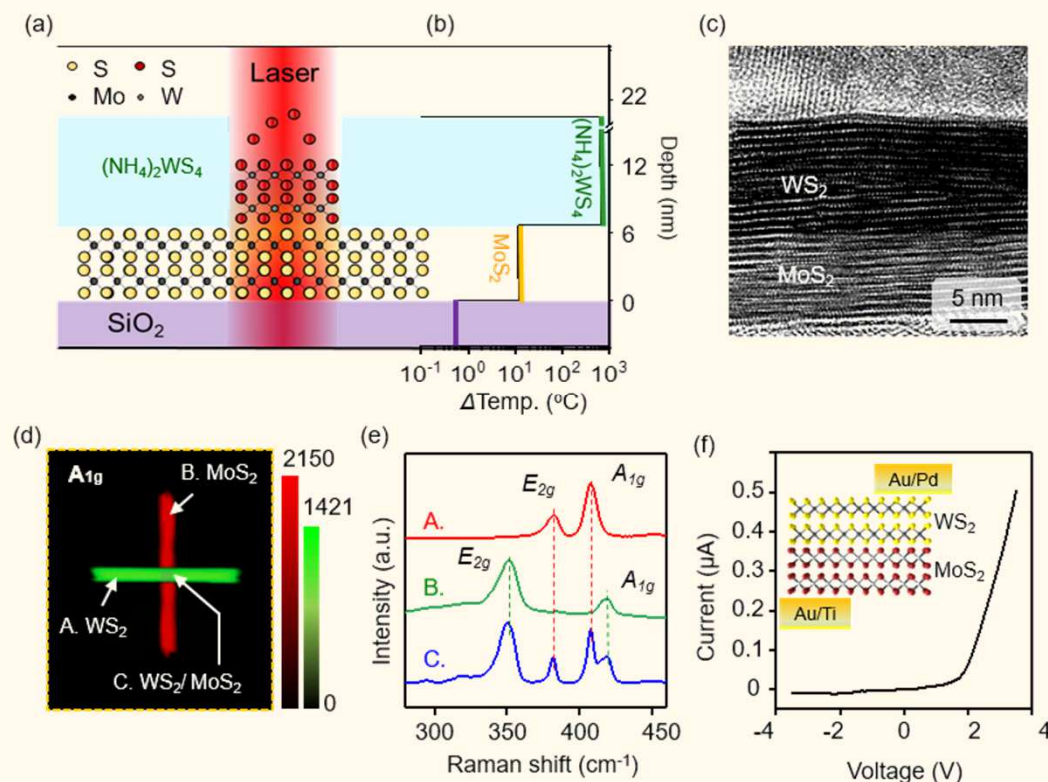 (a)
S S
Mo W
Laser
(NH₄)₂WS₄
SiO₂
(b)
22
12
6
0
Depth (nm)
(NH₄)₂WS₄
MoS₂
10⁻¹ 10⁰ 10¹ 10² 10³
ΔTemp. (ºC)
(c)
WS₂
MoS₂
5 nm
(d)
A₁g
B. MoS₂
A. WS₂
C. WS₂/ MoS₂
2150
1421
0
(e)
E₂g A₁g
A.
E₂g A₁g
B.
C.
Intensity (a.u.)
300 350 400 450
Raman shift (cm⁻¹)
(f)
Au/Pd
WS₂
MoS₂
Au/Ti
0.5
0.4
0.3
0.2
0.1
0
Current (µA)
-4 -2 0 2 4
Voltage (V)